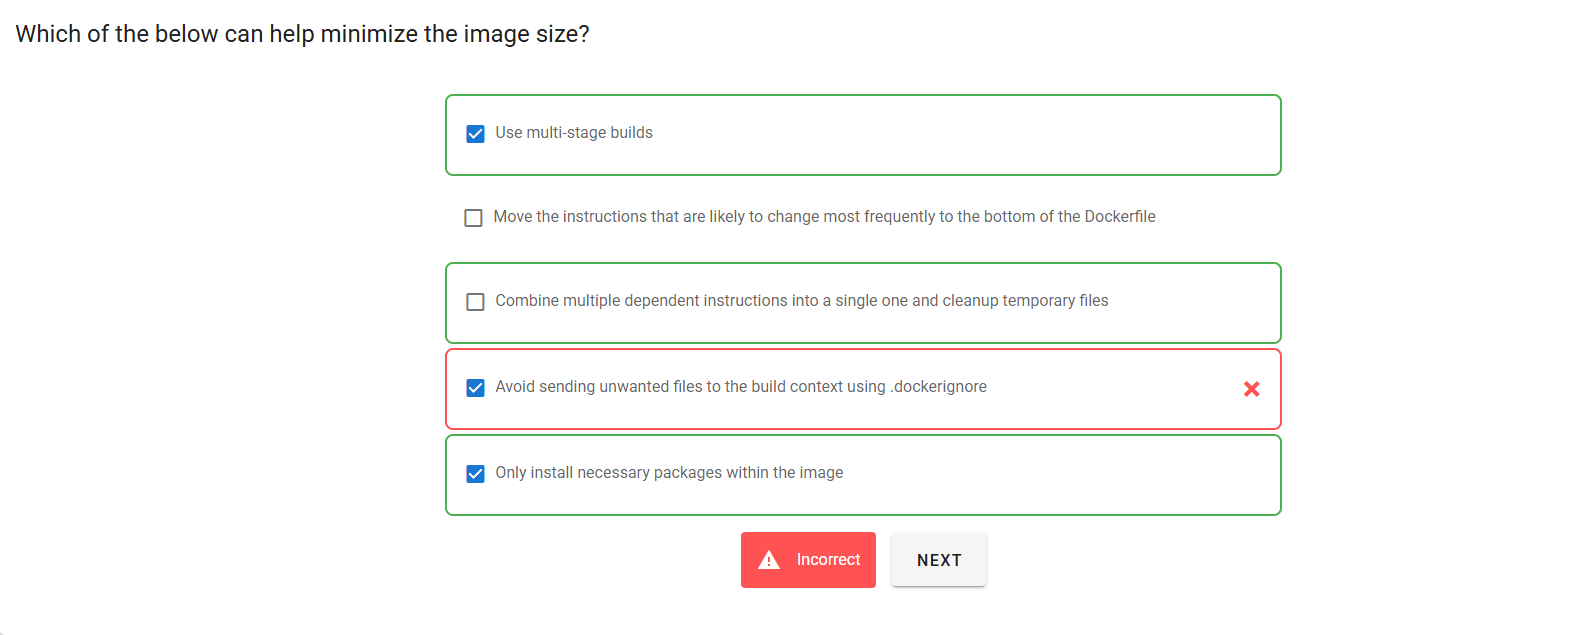 Which of the below can help minimize the image size?
Use multi-stage builds
Move the instructions that are likely to change most frequently to the bottom of the Dockerfile
Combine multiple dependent instructions into a single one and cleanup temporary files
Avoid sending unwanted files to the build context using .dockerignore
Only install necessary packages within the image
Incorrect
NEXT